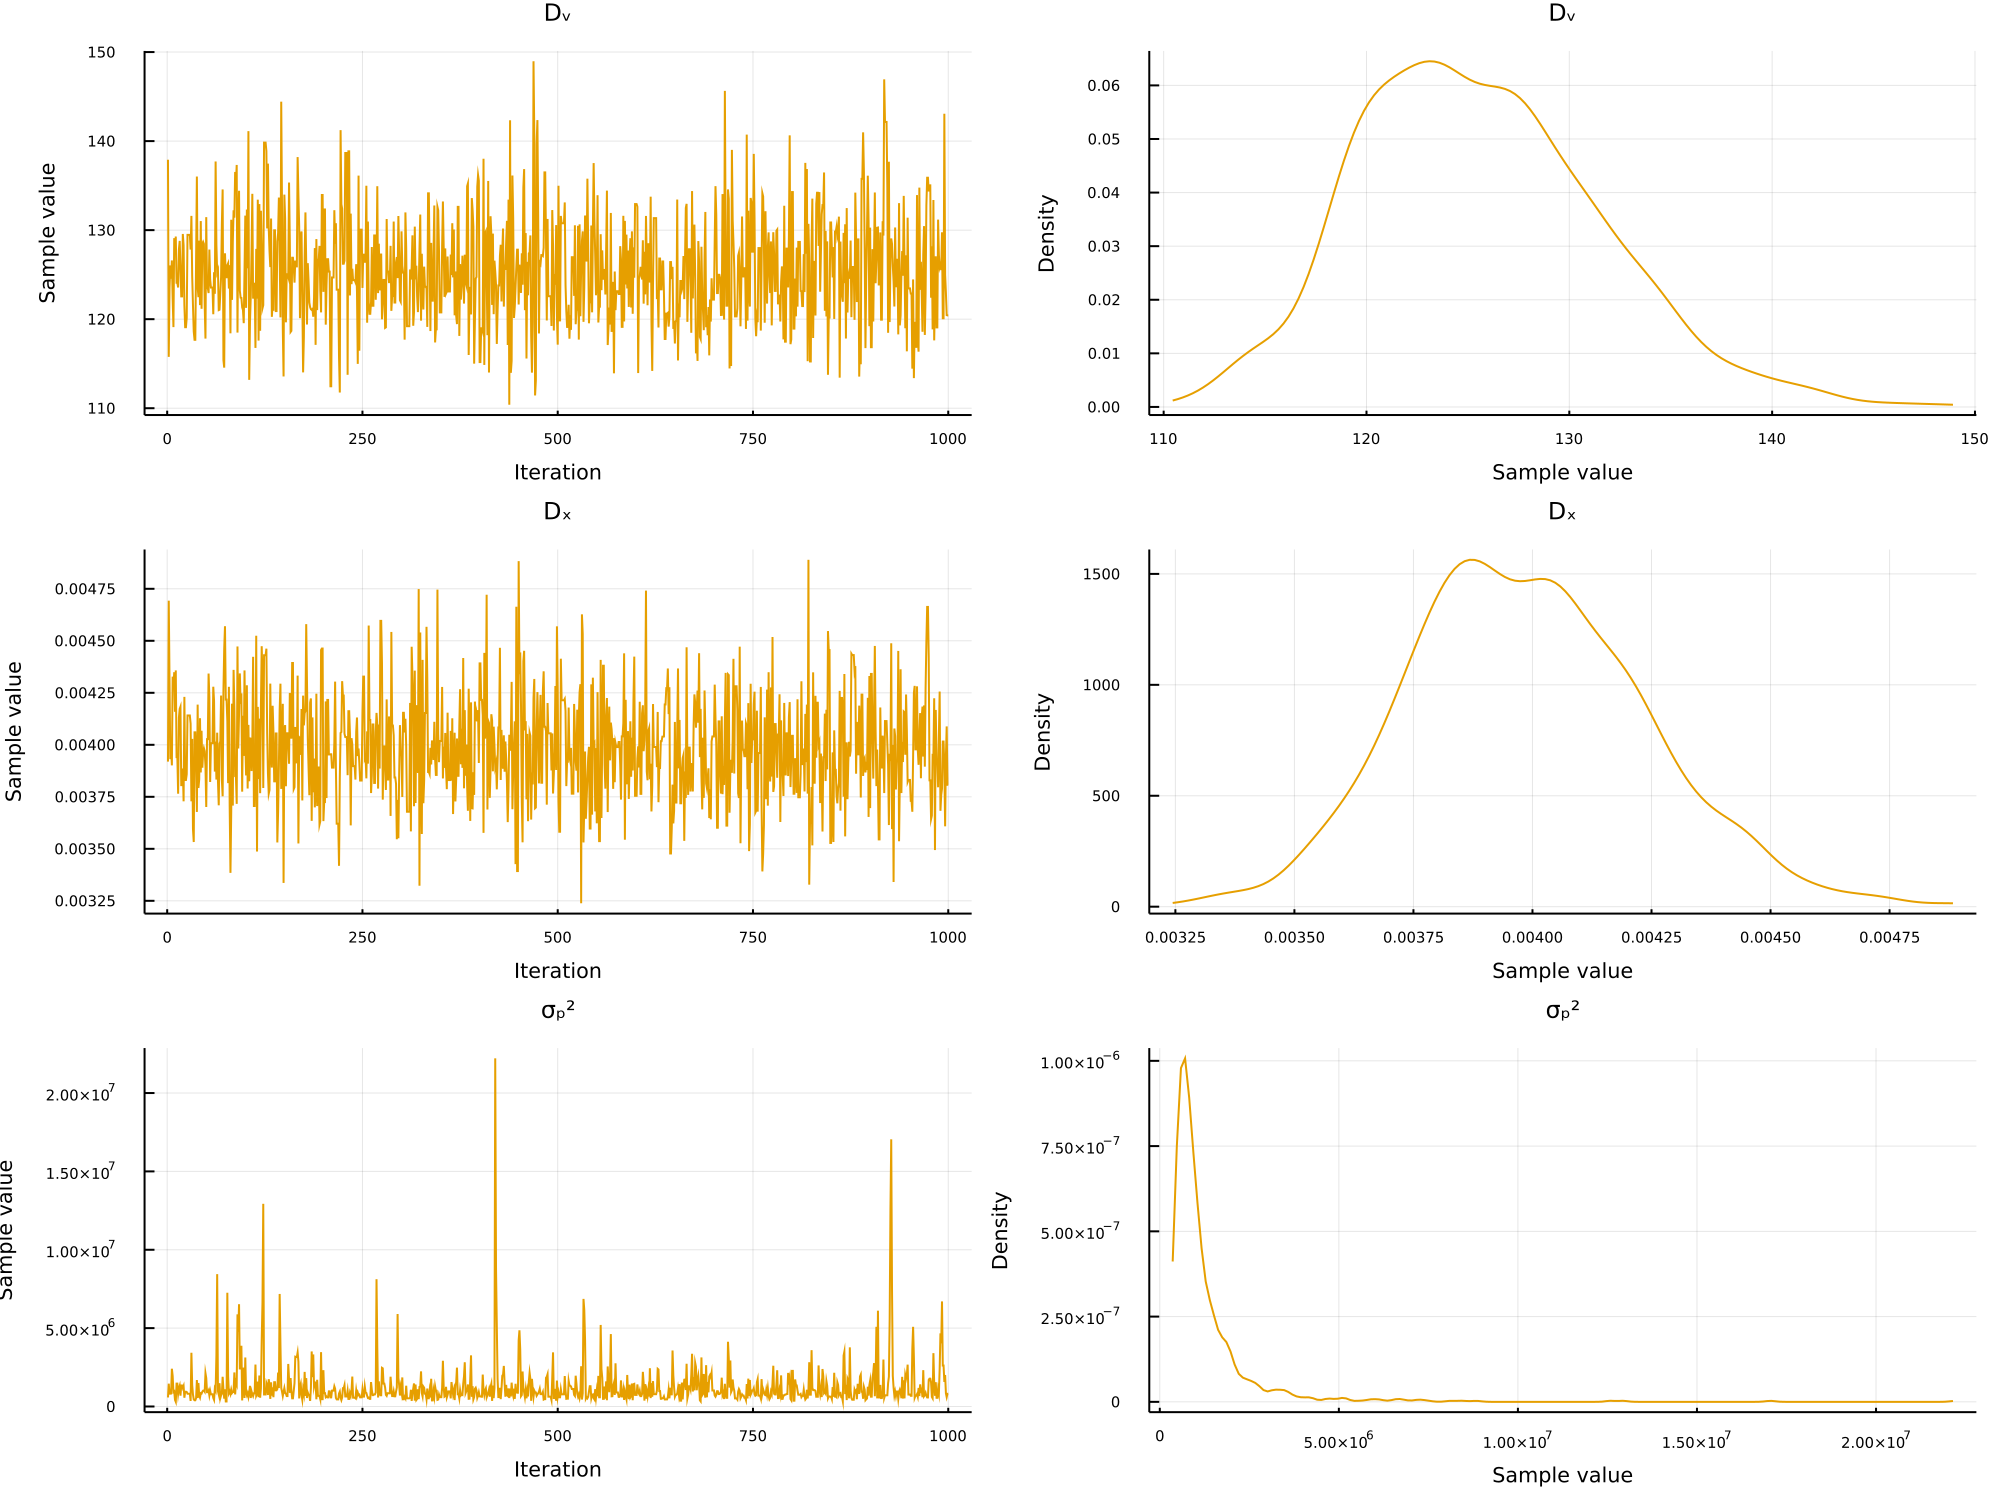 Dᵥ
Dᵥ
Sample value
150
140
130
120
110
0 250 500 750 1000
Iteration
Density
0.06
0.05
0.04
0.03
0.02
0.01
0.00
110 120 130 140 150
Sample value
Dₓ
Dₓ
Sample value
0.00475
0.00450
0.00425
0.00400
0.00375
0.00350
0.00325
0 250 500 750 1000
Iteration
Density
1500
1000
500
0
0.00325 0.00350 0.00375 0.00400 0.00425 0.00450 0.00475
Sample value
σₚ²
σₚ²
Sample value
2.00×10⁷
1.50×10⁷
1.00×10⁷
5.00×10⁶
0
0 250 500 750 1000
Iteration
Density
1.00×10⁻⁶
7.50×10⁻⁷
5.00×10⁻⁷
2.50×10⁻⁷
0
0 5.00×10⁶ 1.00×10⁷ 1.50×10⁷ 2.00×10⁷
Sample value